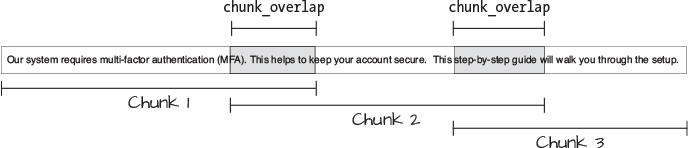 chunk_overlap chunk_overlap
Our system requires multi-factor authentication (MFA). This helps to keep your account secure. This step-by-step guide will walk you through the setup.
Chunk 1
Chunk 2
Chunk 3